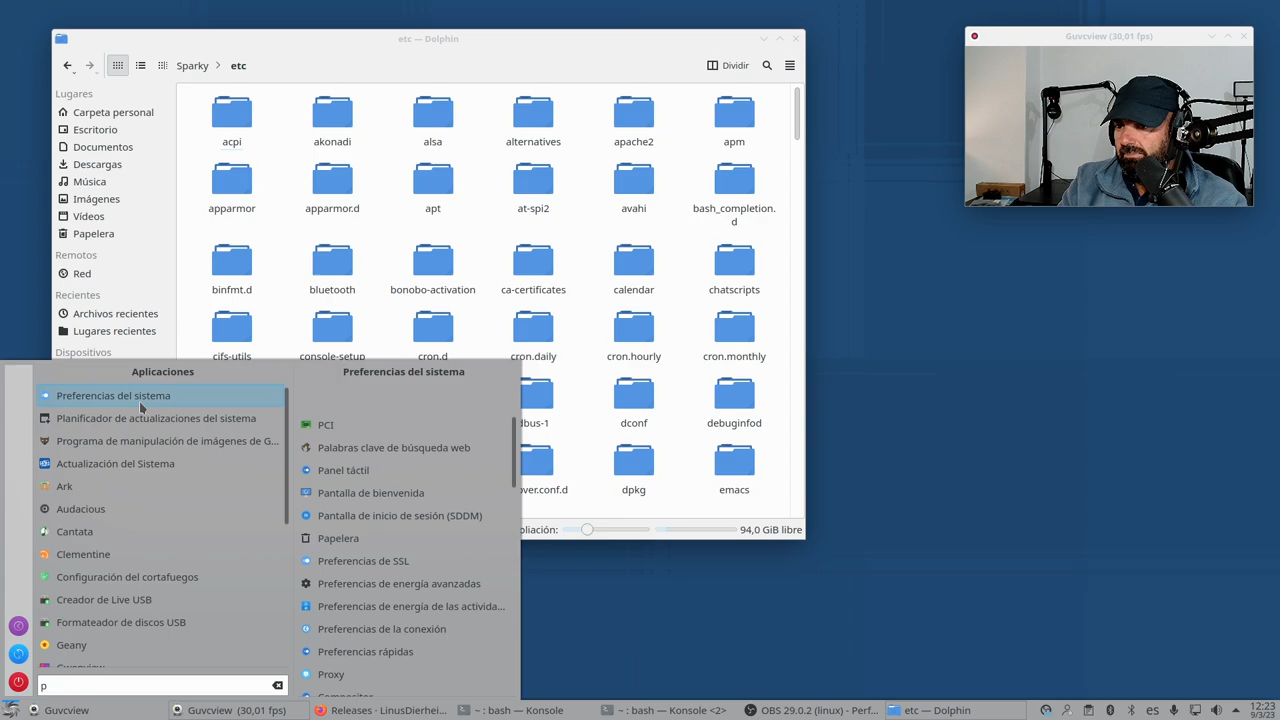 etc — Dolphin
Guvcview (30,01 fps)
Sparky
etc
Dividir
Lugares
Carpeta personal
Escritorio
Documentos
Descargas
Música
Imágenes
Vídeos
Papelera
Remotos
Red
Recientes
Archivos recientes
Lugares recientes
Dispositivos
acpi
akonadi
alsa
alternatives
apache2
apm
apparmor
apparmor.d
apt
at-spi2
avahi
bash_completion.
d
binfmt.d
bluetooth
bonobo-activation
ca-certificates
calendar
chatscripts
cifs-utils
console-setup
cron.d
cron.daily
cron.hourly
cron.monthly
dbus-1
dconf
debuginfod
over.conf.d
dpkg
emacs
pliación:
94,0 GiB libre
Aplicaciones
Preferencias del sistema
Planificador de actualizaciones del sistema
Programa de manipulación de imágenes de G...
Actualización del Sistema
Ark
Audacious
Cantata
Clementine
Configuración del cortafuegos
Creador de Live USB
Formateador de discos USB
Geany
Gwenview
p
Preferencias del sistema
PCI
Palabras clave de búsqueda web
Panel táctil
Pantalla de bienvenida
Pantalla de inicio de sesión (SDDM)
Papelera
Preferencias de SSL
Preferencias de energía avanzadas
Preferencias de energía de las activida...
Preferencias de la conexión
Preferencias rápidas
Proxy
Compositor
Guvcview
Guvcview (30,01 fps)
Releases · LinusDierhei...
~ : bash — Konsole
~ : bash — Konsole <2>
OBS 29.0.2 (linux) - Perf...
etc — Dolphin
es
12:23
9/3/23